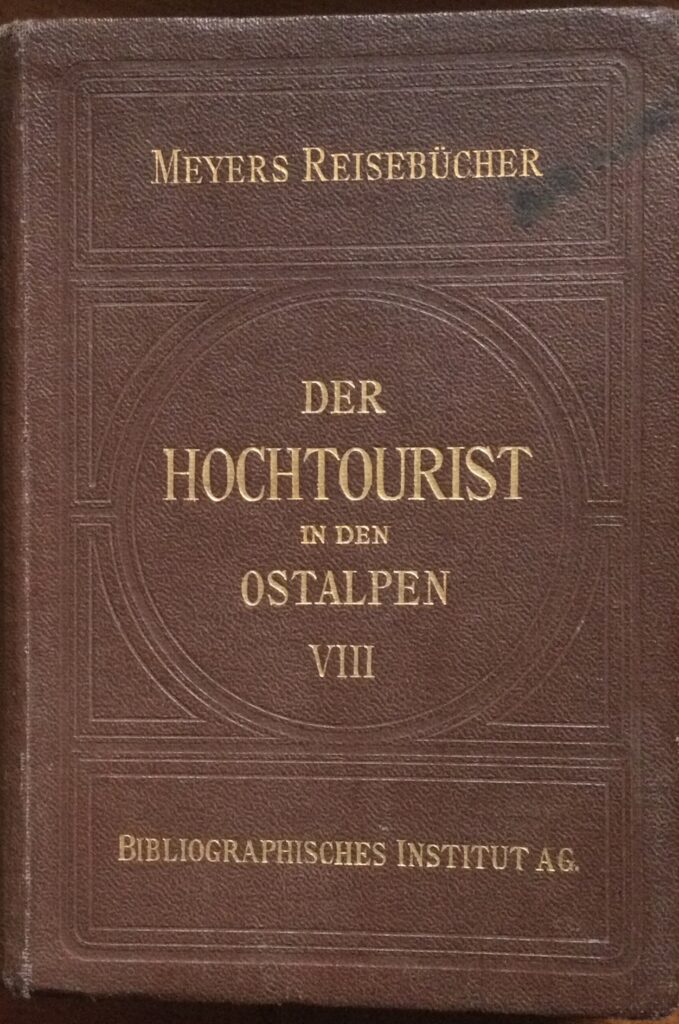 MEYERS REISEBÜCHER
DER
HOCHTOURIST
IN DEN
OSTALPEN
VIII
BIBLIOGRAPHISCHES INSTITUT AG.